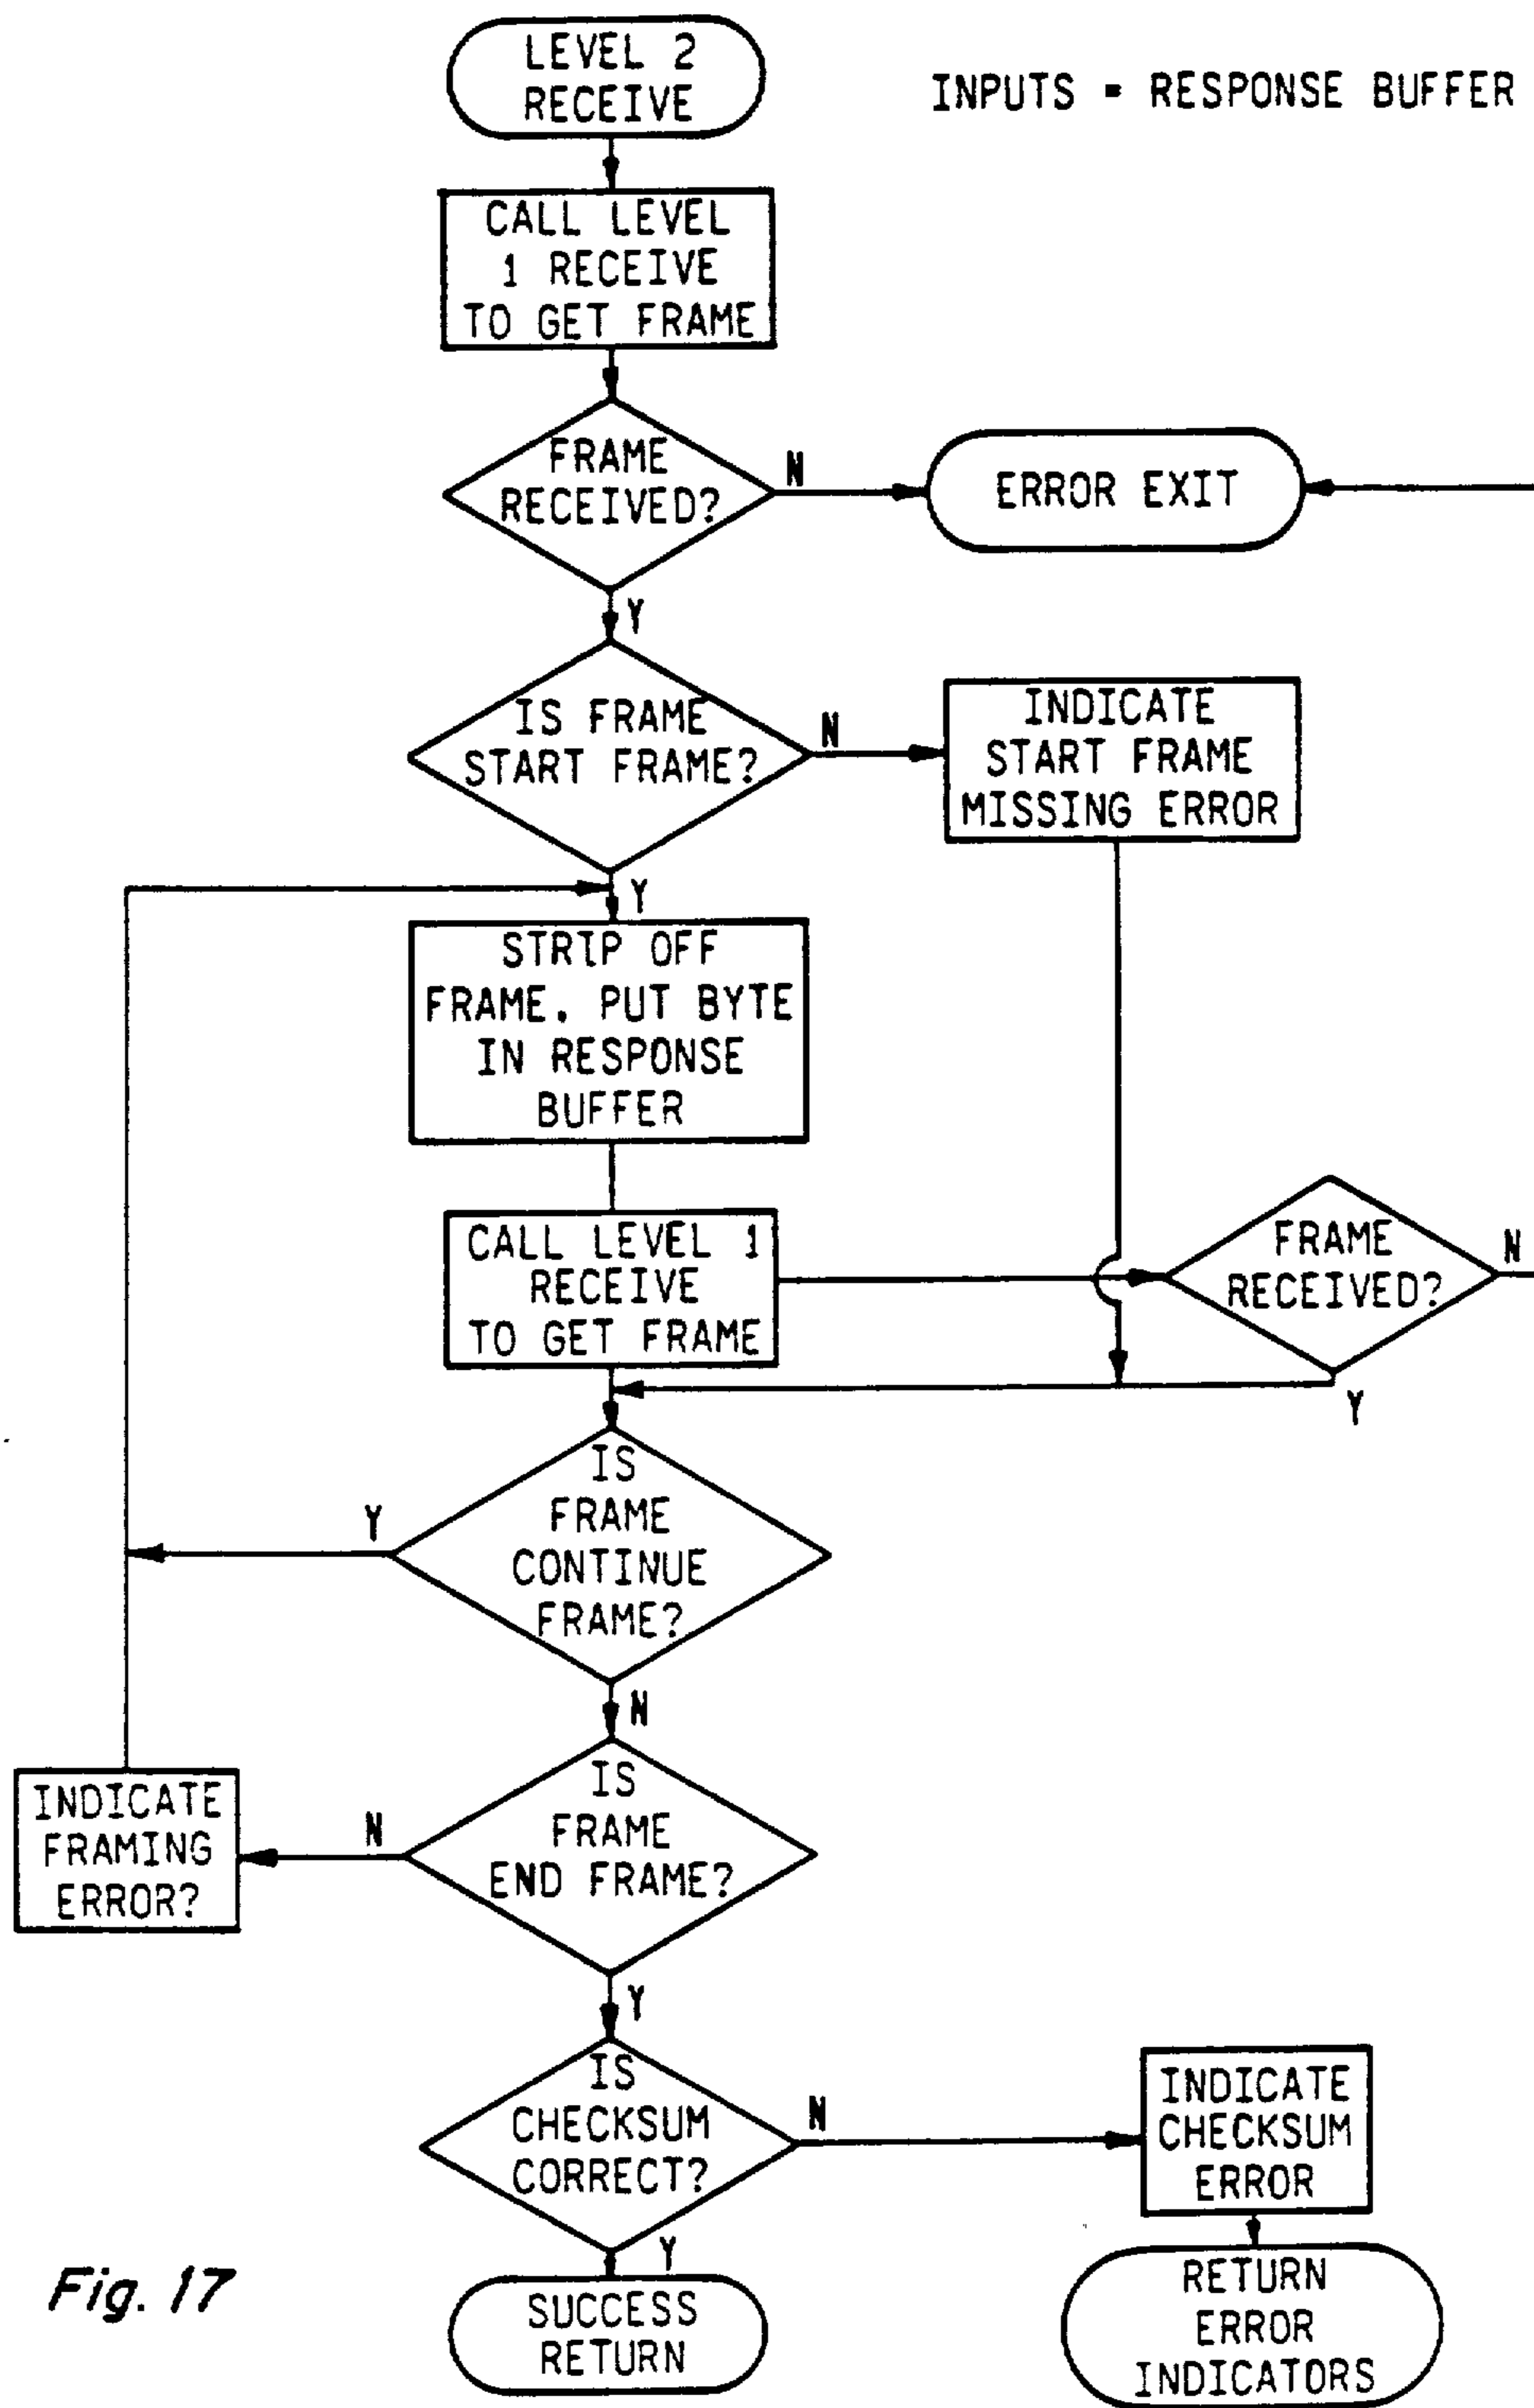 LEVEL 2
RECEIVE
INPUTS = RESPONSE BUFFER
CALL LEVEL
1 RECEIVE
TO GET FRAME
FRAME
RECEIVED?
N
ERROR EXIT
Y
IS FRAME
START FRAME?
N
INDICATE
START FRAME
MISSING ERROR
Y
STRIP OFF
FRAME. PUT BYTE
IN RESPONSE
BUFFER
CALL LEVEL 1
RECEIVE
TO GET FRAME
FRAME
RECEIVED?
N
Y
IS
FRAME
CONTINUE
FRAME?
Y
N
IS
FRAME
END FRAME?
N
INDICATE
FRAMING
ERROR?
Y
IS
CHECKSUM
CORRECT?
N
INDICATE
CHECKSUM
ERROR
Y
SUCCESS
RETURN
RETURN
ERROR
INDICATORS
Fig. 17